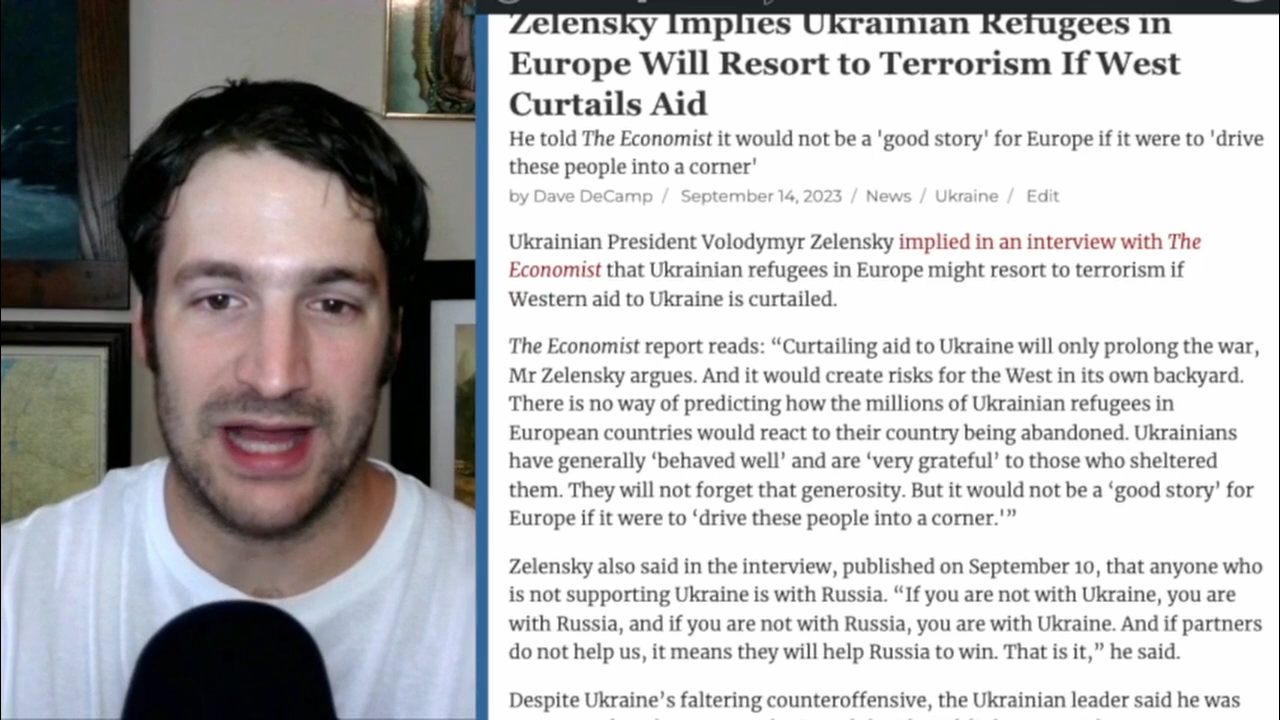 Zelensky Implies Ukrainian Refugees in
Europe Will Resort to Terrorism If West
Curtails Aid
He told The Economist it would not be a 'good story' for Europe if it were to 'drive
these people into a corner'
by Dave DeCamp / September 14, 2023 / News / Ukraine / Edit
Ukrainian President Volodymyr Zelensky implied in an interview with The
Economist that Ukrainian refugees in Europe might resort to terrorism if
Western aid to Ukraine is curtailed.
The Economist report reads: “Curtailing aid to Ukraine will only prolong the war,
Mr Zelensky argues. And it would create risks for the West in its own backyard.
There is no way of predicting how the millions of Ukrainian refugees in
European countries would react to their country being abandoned. Ukrainians
have generally ‘behaved well’ and are ‘very grateful’ to those who sheltered
them. They will not forget that generosity. But it would not be a ‘good story’ for
Europe if it were to ‘drive these people into a corner.'”
Zelensky also said in the interview, published on September 10, that anyone who
is not supporting Ukraine is with Russia. “If you are not with Ukraine, you are
with Russia, and if you are not with Russia, you are with Ukraine. And if partners
do not help us, it means they will help Russia to win. That is it,” he said.
Despite Ukraine’s faltering counteroffensive, the Ukrainian leader said he was